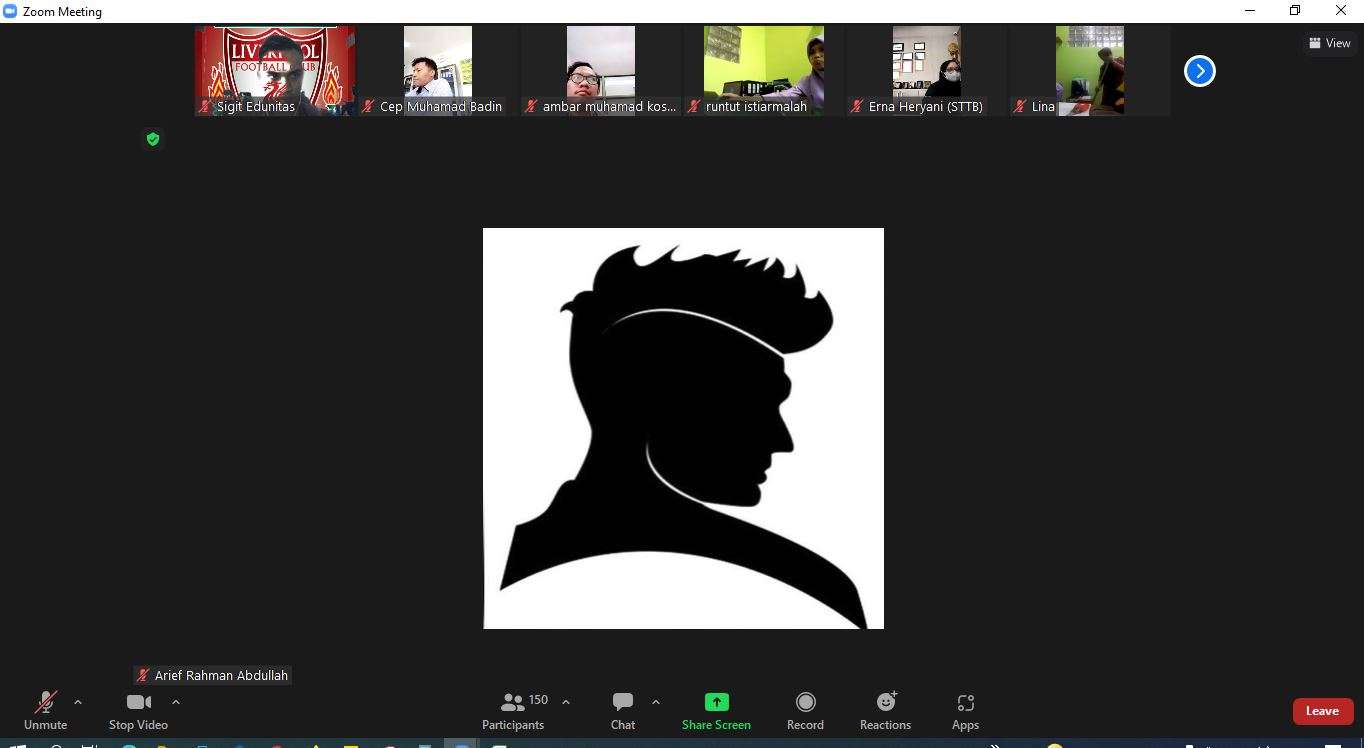 Zoom Meeting
View
LIVERPOOL
FOOTBALL CLUB
Sigit Edunitas
Cep Muhamad Badin
ambar muhamad kos...
runtut istiarmalah
Erna Heryani (STTB)
Lina
Arief Rahman Abdullah
150
Unmute
Stop Video
Participants
Chat
Share Screen
Record
Reactions
Apps
Leave